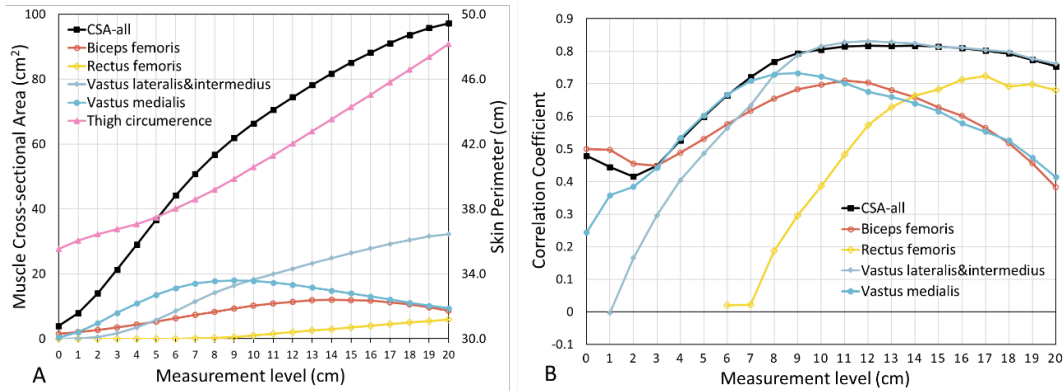 100
80
60
40
20
0
Muscle Cross-sectional Area (cm²)
CSA-all
Biceps femoris
Rectus femoris
Vastus lateralis&intermedius
Vastus medialis
Thigh circumerence
50.0
46.0
42.0
38.0
34.0
30.0
Skin Perimeter (cm)
0 1 2 3 4 5 6 7 8 9 10 11 12 13 14 15 16 17 18 19 20
A
Measurement level (cm)
1
0.9
0.8
0.7
0.6
0.5
0.4
0.3
0.2
0.1
0
-0.1
Correlation Coefficient
CSA-all
Biceps femoris
Rectus femoris
Vastus lateralis&intermedius
Vastus medialis
0 1 2 3 4 5 6 7 8 9 10 11 12 13 14 15 16 17 18 19 20
B
Measurement level (cm)